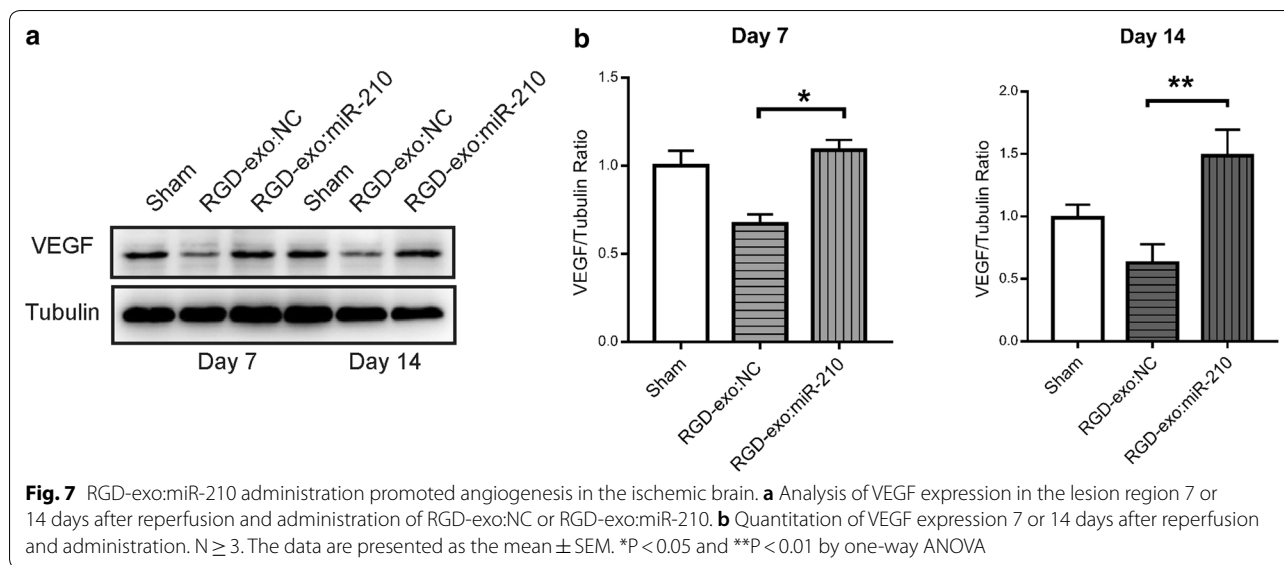 a
Sham
RGD-exo:NC
RGD-exo:miR-210
Sham
RGD-exo:NC
RGD-exo:miR-210
VEGF
Tubulin
Day 7
Day 14
b
Day 7
VEGF/Tubulin Ratio
1.5
1.0
0.5
0.0
*
Sham
RGD-exo:NC
RGD-exo:miR-210
Day 14
VEGF/Tubulin Ratio
2.0
1.5
1.0
0.5
0.0
**
Sham
RGD-exo:NC
RGD-exo:miR-210
Fig. 7 RGD-exo:miR-210 administration promoted angiogenesis in the ischemic brain. a Analysis of VEGF expression in the lesion region 7 or
14 days after reperfusion and administration of RGD-exo:NC or RGD-exo:miR-210. b Quantitation of VEGF expression 7 or 14 days after reperfusion
and administration. N ≥ 3. The data are presented as the mean ± SEM. *P < 0.05 and **P < 0.01 by one-way ANOVA